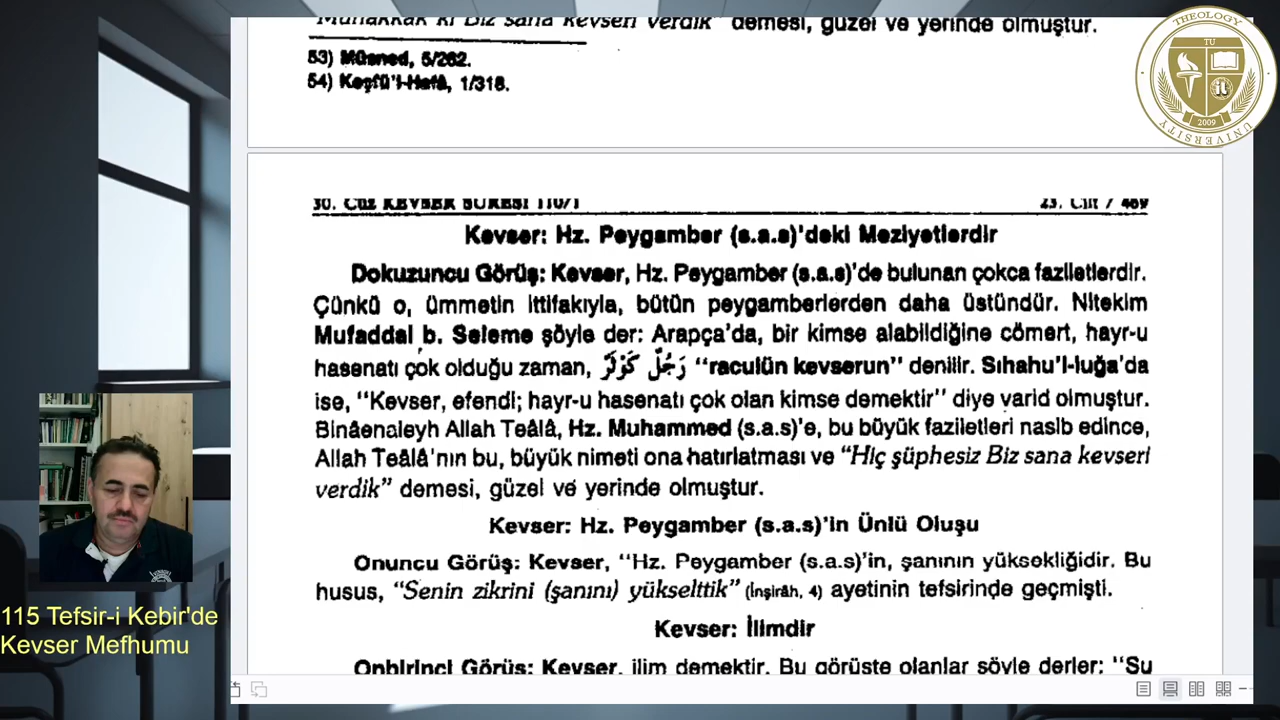 "Muhakkak ki Biz sana kevseri verdik" demesi, güzel ve yerinde olmuştur.
53) Müsned, 5/262.
54) Keşfü'l-Hafâ, 1/318.
30. Cüz KEVSER SÛRESİ 110/1 23. Cilt / 469
Kevser: Hz. Peygamber (s.a.s)'deki Meziyetlerdir
Dokuzuncu Görüş: Kevser, Hz. Peygamber (s.a.s)'de bulunan çokca faziletlerdir.
Çünkü o, ümmetin ittifakıyla, bütün peygamberlerden daha üstündür. Nitekim
Mufaddal b. Seleme şöyle der: Arapça'da, bir kimse alabildiğine cömert, hayr-u
hasenatı çok olduğu zaman, رَجُلٌ كَوْثَرٌ "raculün kevserun" denilir. Sıhahu'l-luğa'da
ise, "Kevser, efendi; hayr-u hasenatı çok olan kimse demektir" diye varid olmuştur.
Binâenaleyh Allah Teâlâ, Hz. Muhammed (s.a.s)'e, bu büyük faziletleri nasib edince,
Allah Teâlâ'nın bu, büyük nimeti ona hatırlatması ve "Hiç şüphesiz Biz sana kevseri
verdik" demesi, güzel ve yerinde olmuştur.
Kevser: Hz. Peygamber (s.a.s)'in Ünlü Oluşu
Onuncu Görüş: Kevser, "Hz. Peygamber (s.a.s)'in, şanının yüksekliğidir. Bu
husus, "Senin zikrini (şanını) yükselttik" (İnşirâh, 4) ayetinin tefsirinde geçmişti.
Kevser: İlimdir
Onbirinci Görüş: Kevser, ilim demektir. Bu görüşte olanlar şöyle derler: "Şu
115 Tefsir-i Kebir'de
Kevser Mefhumu
THEOLOGY
TU
UNIVERSITY
2009